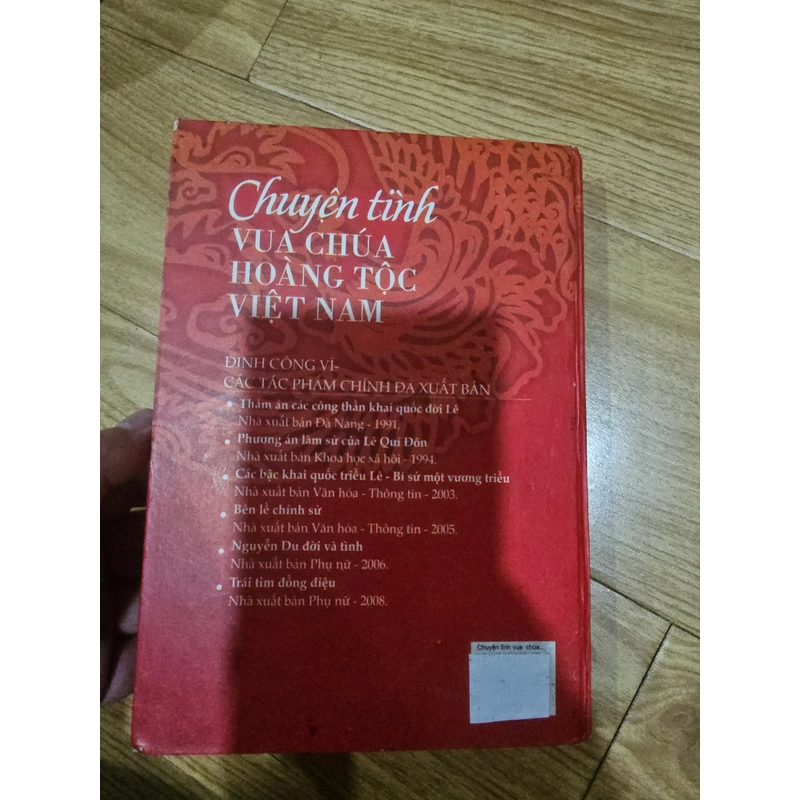 Chuyện tình
VUA CHÚA
HOÀNG TỘC
VIỆT NAM
ĐINH CÔNG VĨ-
CÁC TÁC PHẨM CHÍNH ĐÃ XUẤT BẢN
• Thảm án các công thần khai quốc đời Lê
Nhà xuất bản Đà Nẵng - 1991.
• Phương án làm sử của Lê Quí Đôn
Nhà xuất bản Khoa học xã hội - 1994.
• Các bậc khai quốc triều Lê - Bí sử một vương triều
Nhà xuất bản Văn hóa - Thông tin - 2003.
• Bên lề chính sử
Nhà xuất bản Văn hóa - Thông tin - 2005.
• Nguyễn Du đời và tình
Nhà xuất bản Phụ nữ - 2006.
• Trái tim đồng điệu
Nhà xuất bản Phụ nữ - 2008.
Chuyện tình vua chúa...